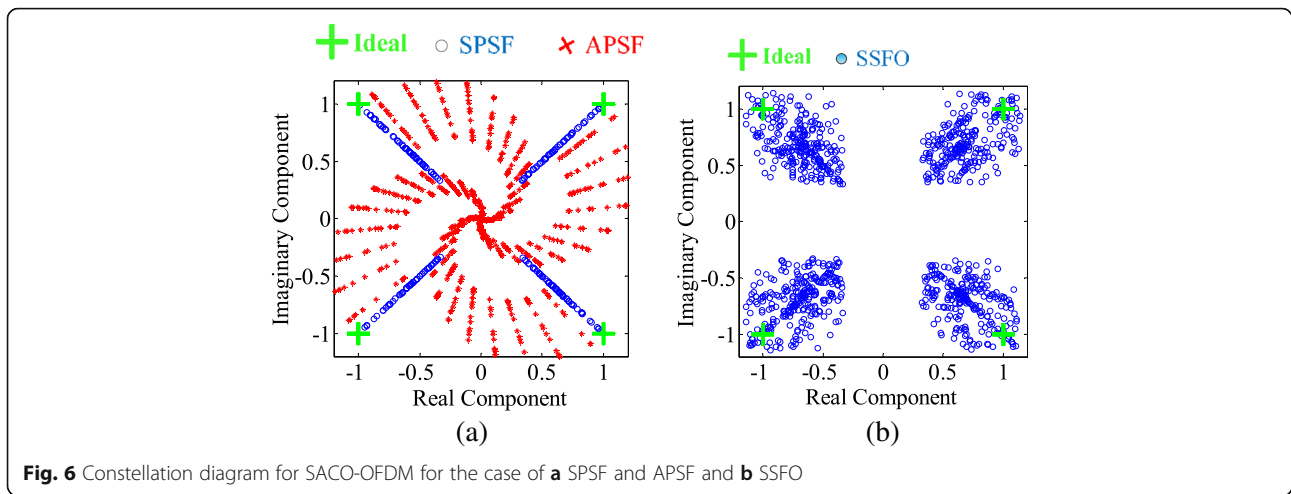 Ideal SPSF APSF
Ideal SSFO
1
0.5
0
-0.5
-1
Imaginary Component
-1 -0.5 0 0.5 1
Real Component
(a)
1
0.5
0
-0.5
-1
Imaginary Component
-1 -0.5 0 0.5 1
Real Component
(b)
Fig. 6 Constellation diagram for SACO-OFDM for the case of a SPSF and APSF and b SSFO